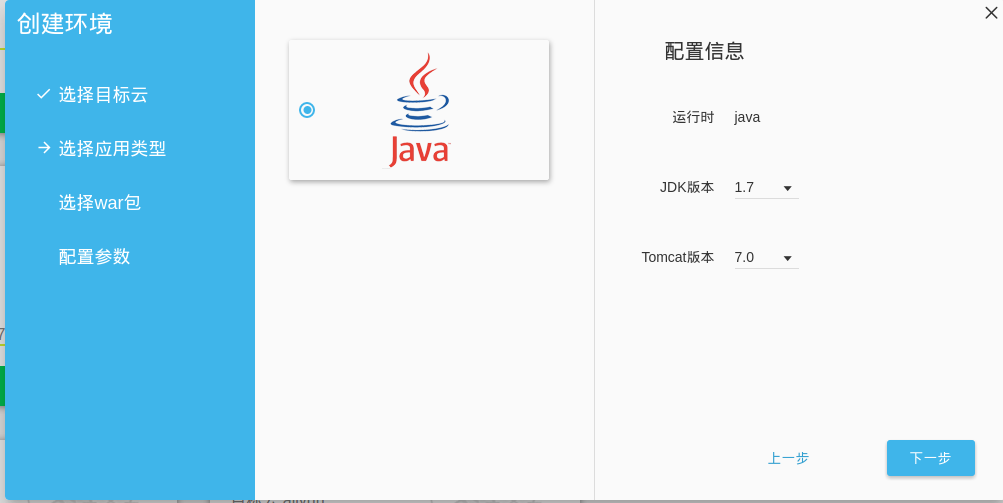 创建环境
选择目标云
选择应用类型
选择war包
配置参数
Java
配置信息
运行时 java
JDK版本 1.7
Tomcat版本 7.0
上一步
下一步